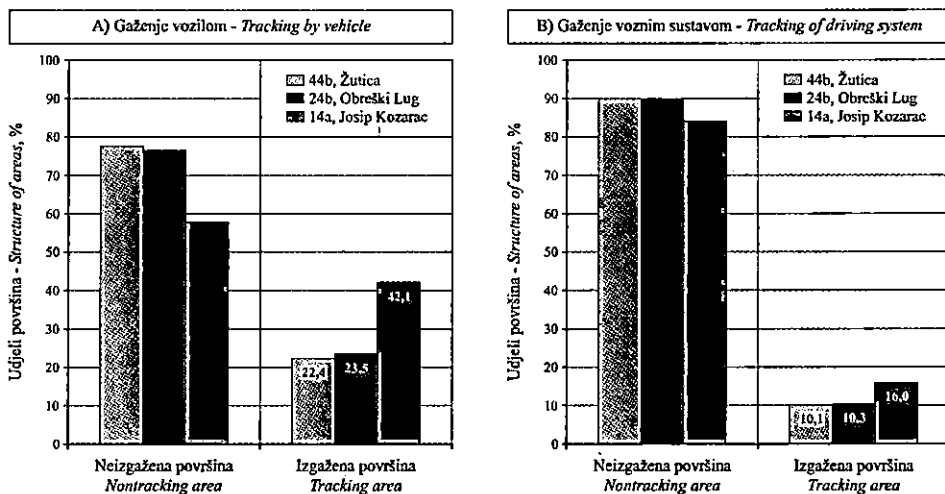 A) Gaženje vozilom - Tracking by vehicle
Udjeli površina - Structure of areas, %
100
90
80
70
60
50
40
30
20
10
0
44b, Žutica
24b, Obreški Lug
14a, Josip Kozarac
22,4
23,5
42,1
Neizgažena površina
Nontracking area
Izgažena površina
Tracking area
B) Gaženje voznim sustavom - Tracking of driving system
Udjeli površina - Structure of areas, %
100
90
80
70
60
50
40
30
20
10
0
44b, Žutica
24b, Obreški Lug
14a, Josip Kozarac
10,1
10,3
16,0
Neizgažena površina
Nontracking area
Izgažena površina
Tracking area